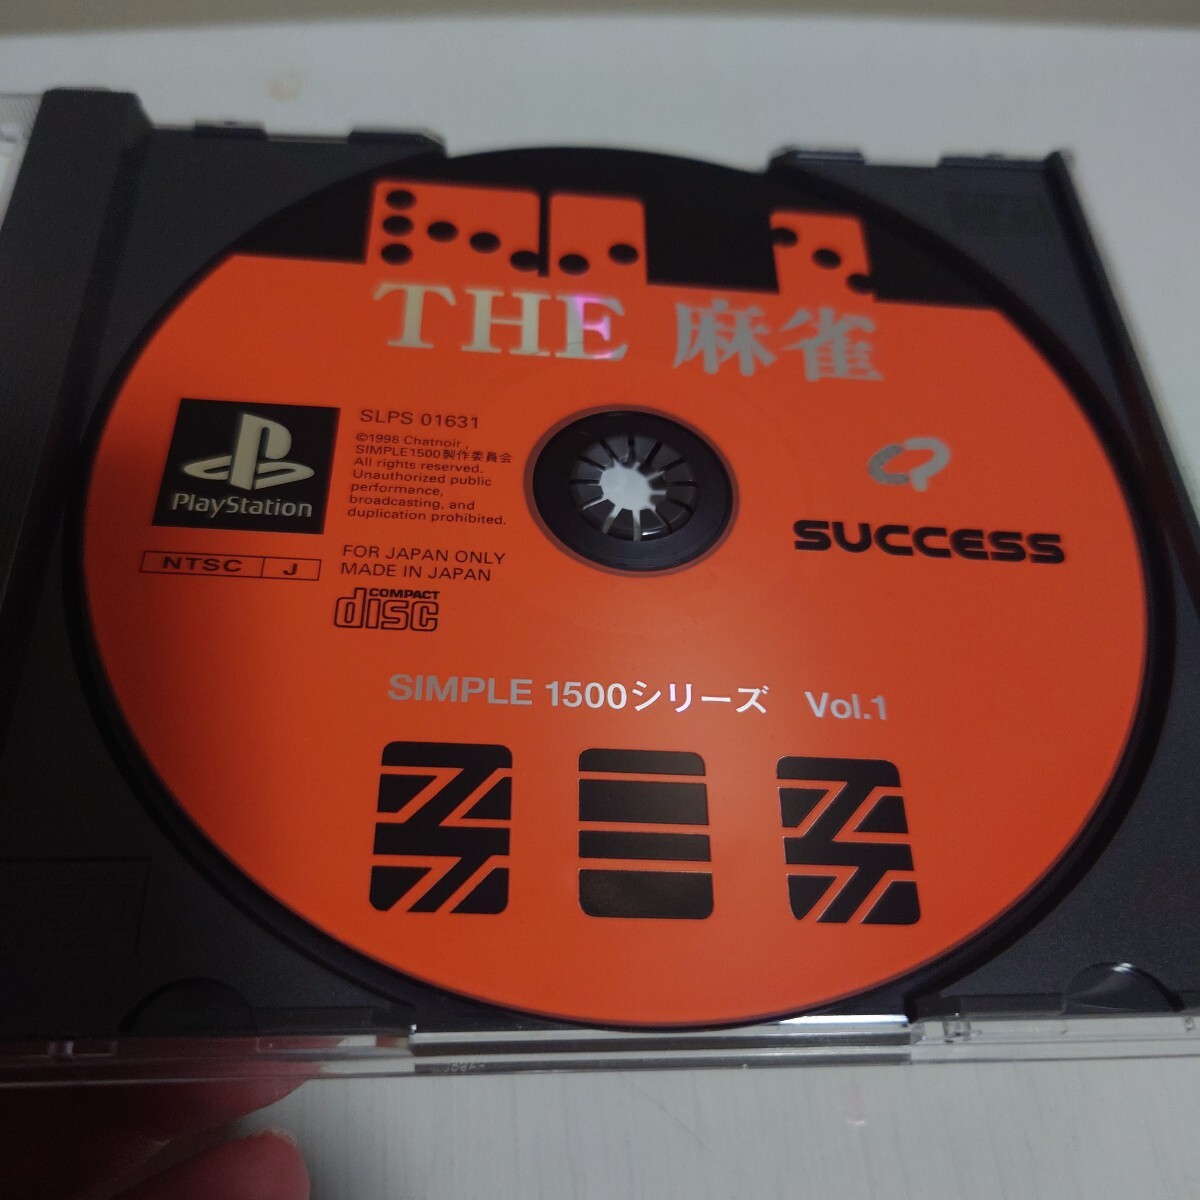 THE 麻雀
SLPS 01631
©1998 Chatnoir,
SIMPLE1500製作委員会
All rights reserved.
Unauthorized public
performance,
broadcasting, and
duplication prohibited.
PlayStation
NTSC J
FOR JAPAN ONLY
MADE IN JAPAN
COMPACT
disc
SUCCESS
SIMPLE 1500シリーズ Vol.1